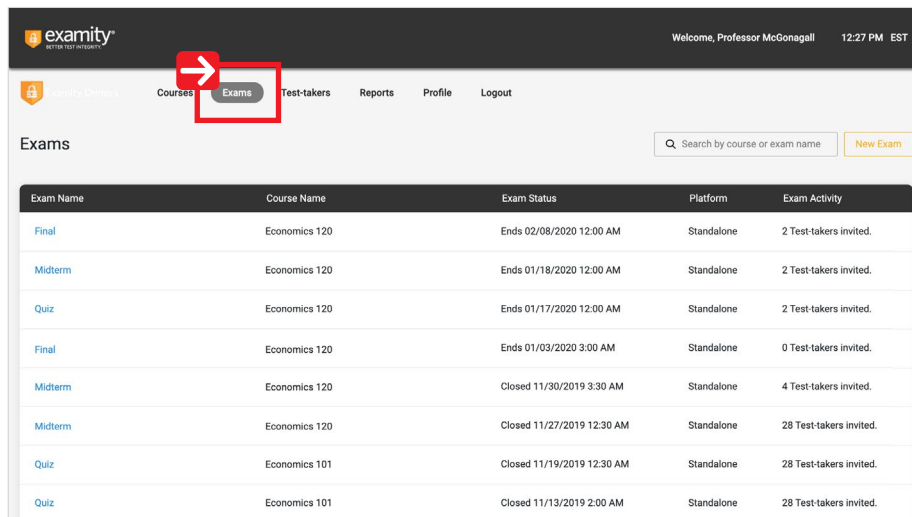 examity®
BETTER TEST INTEGRITY.
Welcome, Professor McGonagall 12:27 PM EST
Courses Exams Test-takers Reports Profile Logout
Exams
Search by course or exam name New Exam
Exam Name Course Name Exam Status Platform Exam Activity
Final Economics 120 Ends 02/08/2020 12:00 AM Standalone 2 Test-takers invited.
Midterm Economics 120 Ends 01/18/2020 12:00 AM Standalone 2 Test-takers invited.
Quiz Economics 120 Ends 01/17/2020 12:00 AM Standalone 2 Test-takers invited.
Final Economics 120 Ends 01/03/2020 3:00 AM Standalone 0 Test-takers invited.
Midterm Economics 120 Closed 11/30/2019 3:30 AM Standalone 4 Test-takers invited.
Midterm Economics 120 Closed 11/27/2019 12:30 AM Standalone 28 Test-takers invited.
Quiz Economics 101 Closed 11/19/2019 12:30 AM Standalone 28 Test-takers invited.
Quiz Economics 101 Closed 11/13/2019 2:00 AM Standalone 28 Test-takers invited.